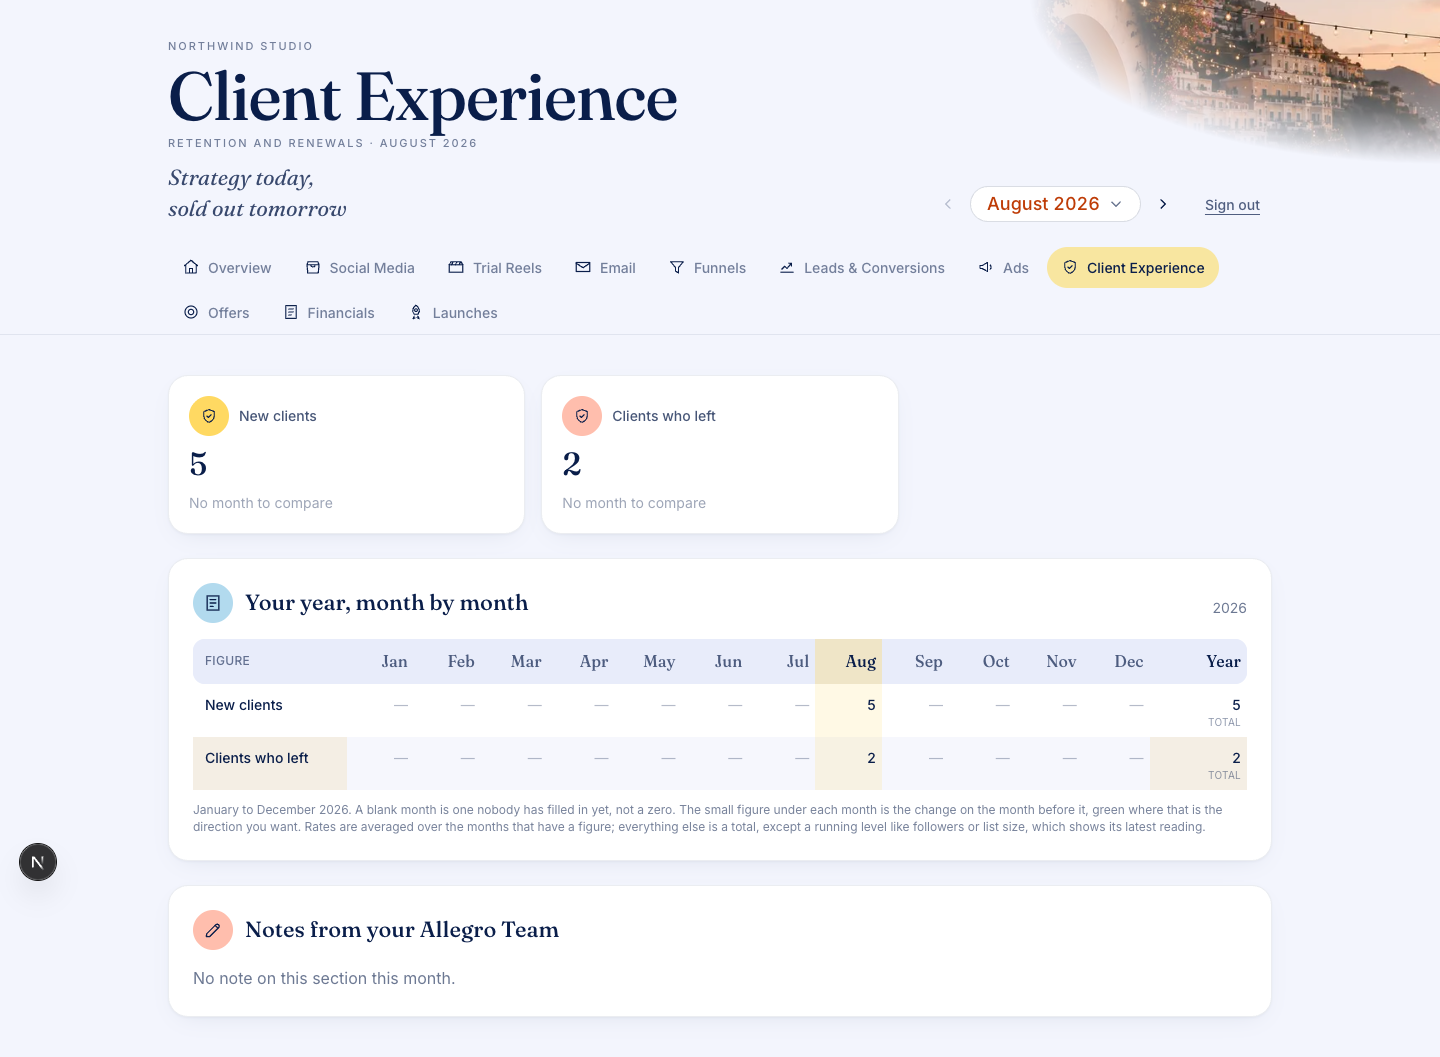 NORTHWIND STUDIO
Client Experience
RETENTION AND RENEWALS · AUGUST 2026
Strategy today,
sold out tomorrow
August 2026
Sign out
Overview Social Media Trial Reels Email Funnels Leads & Conversions Ads Client Experience
Offers Financials Launches
New clients
5
No month to compare
Clients who left
2
No month to compare
Your year, month by month
2026
FIGURE Jan Feb Mar Apr May Jun Jul Aug Sep Oct Nov Dec Year
New clients — — — — — — — 5 — — — — 5
TOTAL
Clients who left — — — — — — — 2 — — — — 2
TOTAL
January to December 2026. A blank month is one nobody has filled in yet, not a zero. The small figure under each month is the change on the month before it, green where that is the
direction you want. Rates are averaged over the months that have a figure; everything else is a total, except a running level like followers or list size, which shows its latest reading.
N
Notes from your Allegro Team
No note on this section this month.